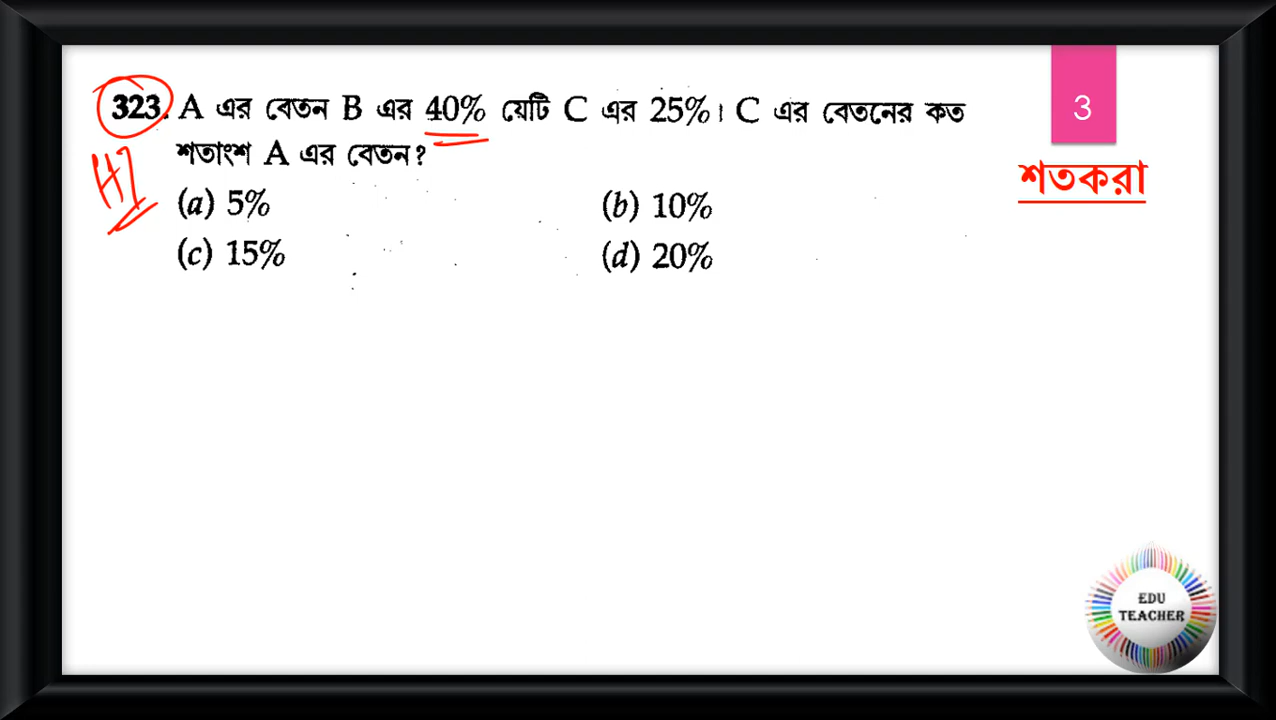 323. A এর বেতন B এর 40% যেটি C এর 25%। C এর বেতনের কত
শতাংশ A এর বেতন?
(a) 5%
(b) 10%
(c) 15%
(d) 20%
3
শতকরা
EDU
TEACHER